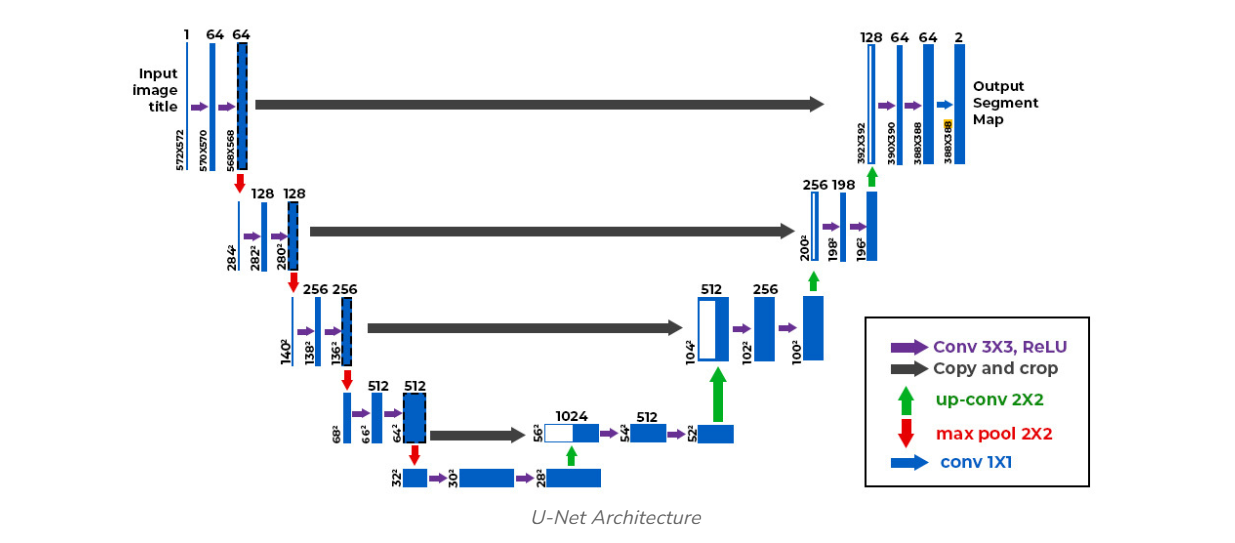 1 64 64
Input
image
title
572X572
570X570
568X568
128 64 64 2
Output
Segment
Map
392X392
390X390
388X388
388X388
128 128
284²
282²
280²
256 198
200²
198²
196²
256 256
140²
138²
136²
512 256
104²
102²
100²
512 512
68²
66²
64²
1024 512
56²
54²
52²
32²
30²
28²
Conv 3X3, ReLU
Copy and crop
up-conv 2X2
max pool 2X2
conv 1X1
U-Net Architecture